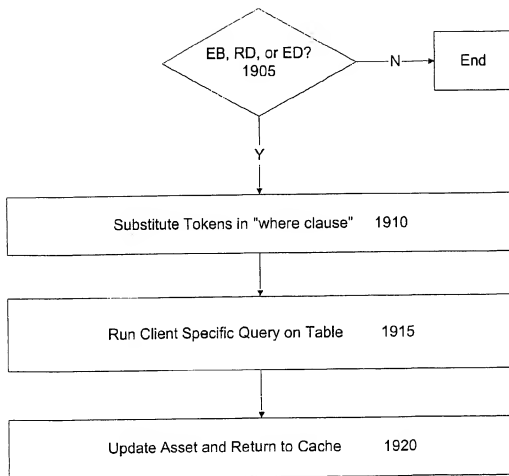 EB, RD, or ED?
1905
N
End
Y
Substitute Tokens in "where clause" 1910
Run Client Specific Query on Table 1915
Update Asset and Return to Cache 1920